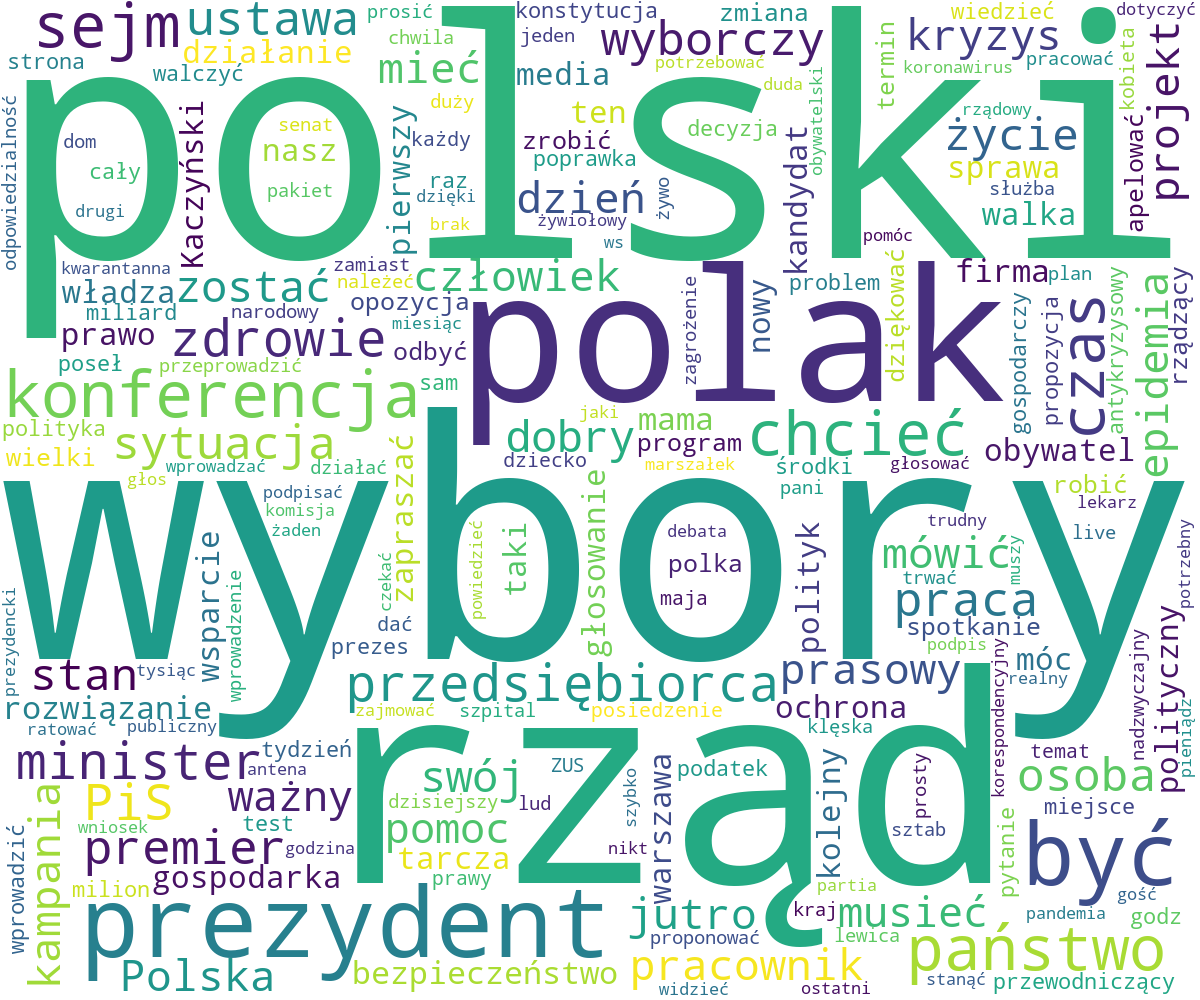 prosić
konstytucja
zmiana
wiedzieć
dotyczyć
sejm
ustawa
chwila
jeden
wyborczy
kryzys
pracować
strona
działanie
mieć
media
potrzebować
termin
koronawirus
kobieta
projekt
walczyć
duda
obywatelski
odpowiedzialność
polski
duży
ten
rządowy
Kaczyński
senat
każdy
zrobić
decyzja
życie
dom
nasz
pierwszy
poprawka
kandydat
apelować
cały
raz
sprawa
pakiet
dzięki
dzień
żywo
służba
drugi
brak
żywiołowy
walka
ws
pomóc
kwarantanna
zamiast
człowiek
firma
plan
władza
zostać
należeć
zagrożenie
problem
dziękować
miliard
narodowy
opozycja
polak
nowy
gospodarczy
propozycja
czas
antykryzysowy
epidemia
rządzący
prawo
zdrowie
miesiąc
odbyć
poseł
przeprowadzić
konferencja
sam
jaki
mama
chcieć
polityka
sytuacja
zapraszać
dobry
program
obywatel
wielki
wprowadzać
działać
dziecko
marszałek
środki
głosować
głos
podpisać
głosowanie
pani
robić
komisja
lekarz
wybory
żaden
powiedzieć
taki
debata
polityk
trudny
live
potrzebny
wsparcie
polka
mówić
muszy
prezydencki
wprowadzenie
czekać
maja
trwać
praca
dać
spotkanie
podpis
prezes
stan
tysiąc
przedsiębiorca
prasowy
korespondencyjny
móc
nadzwyczajny
polityczny
realny
rozwiązanie
zajmować
szpital
posiedzenie
ochrona
pieniądz
ratować
publiczny
klęska
minister
tydzień
rząd
temat
antena
swój
ZUS
warszawa
podatek
kolejny
osoba
PiS
ważny
dzisiejszy
lud
szybko
prosty
miejsce
kampania
wniosek
test
pomoc
sztab
pytanie
być
wprowadzić
premier
godzina
tarcza
nikt
gospodarka
prawy
milion
partia
gość
prezydent
jutro
kraj
musieć
pandemia
godz
proponować
lewica
państwo
Polska
bezpieczeństwo
pracownik
stanąć
przewodniczący
widzieć
ostatni